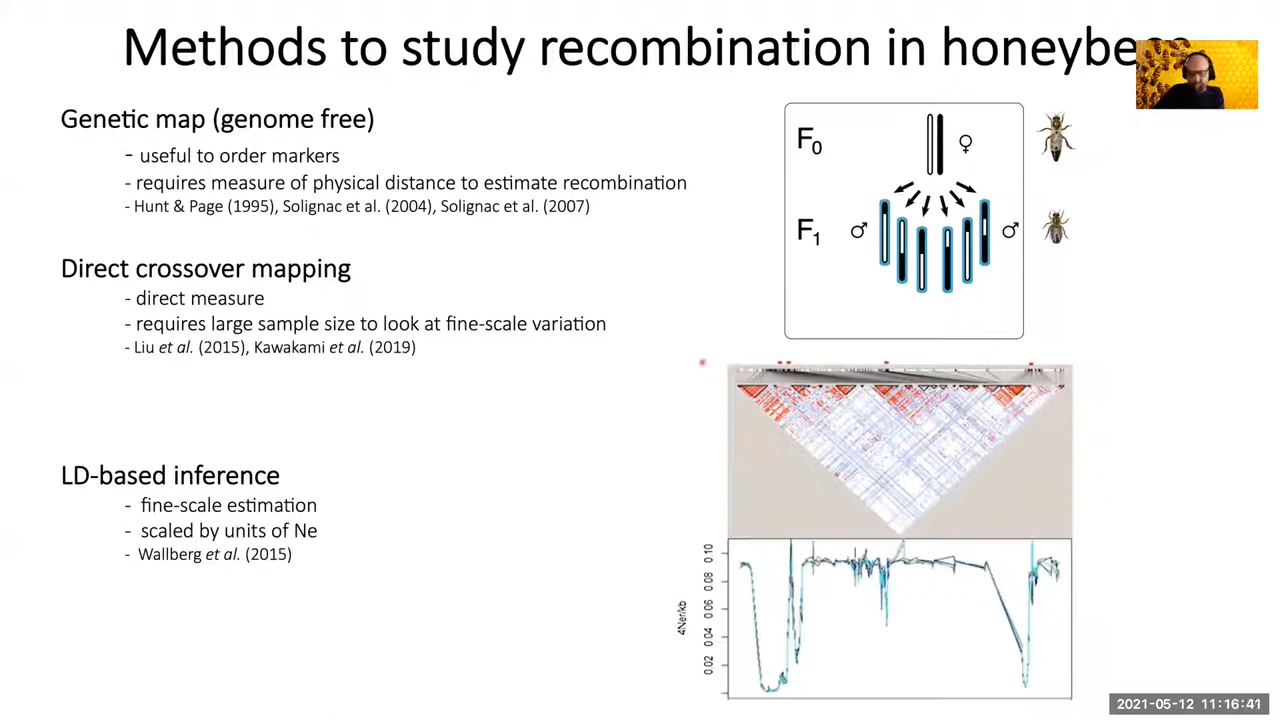 Methods to study recombination in honeybees
Genetic map (genome free)
- useful to order markers
- requires measure of physical distance to estimate recombination
- Hunt & Page (1995), Solignac et al. (2004), Solignac et al. (2007)
Direct crossover mapping
- direct measure
- requires large sample size to look at fine-scale variation
- Liu et al. (2015), Kawakami et al. (2019)
LD-based inference
- fine-scale estimation
- scaled by units of Ne
- Wallberg et al. (2015)
F0
♀
F1
♂
♂
4Ner/kb
0.10
0.08
0.06
0.04
0.02
2021-05-12 11:16:41